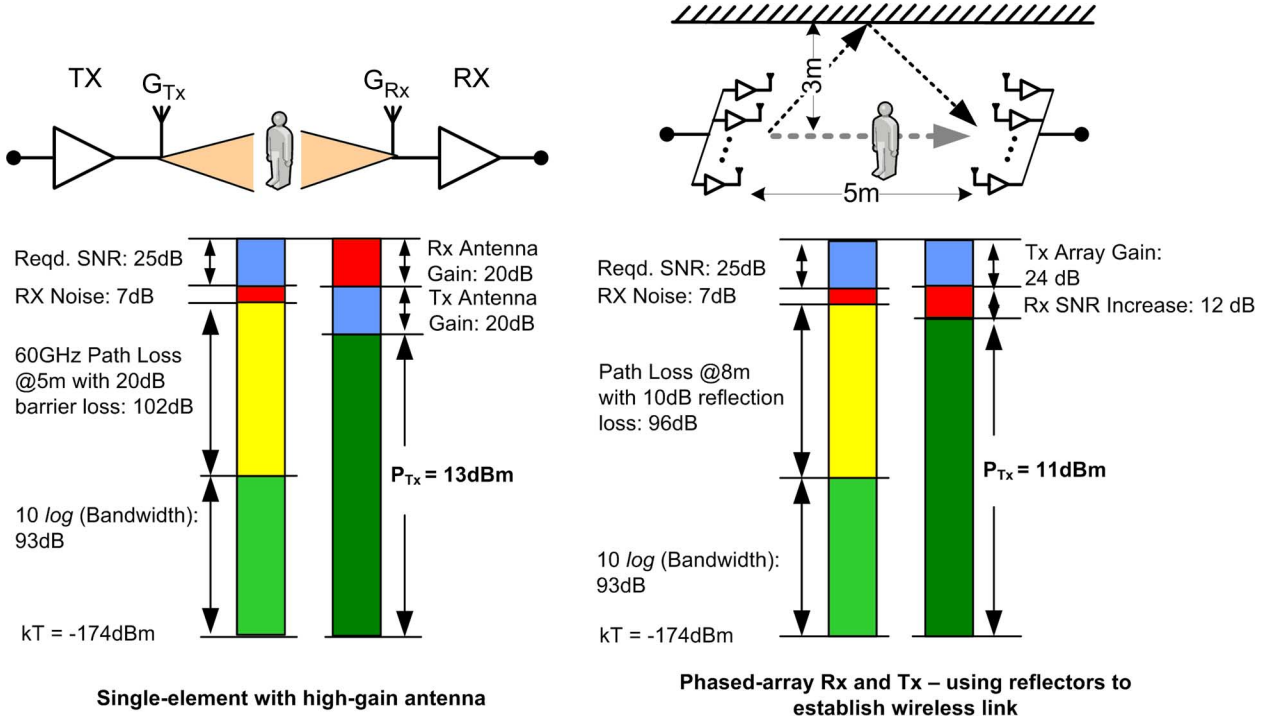 TX
G_Tx
G_Rx
RX
Reqd. SNR: 25dB
RX Noise: 7dB
60GHz Path Loss
@5m with 20dB
barrier loss: 102dB
10 log (Bandwidth):
93dB
kT = -174dBm
Rx Antenna
Gain: 20dB
Tx Antenna
Gain: 20dB
P_Tx = 13dBm
Single-element with high-gain antenna
3m
5m
Reqd. SNR: 25dB
RX Noise: 7dB
Path Loss @8m
with 10dB reflection
loss: 96dB
10 log (Bandwidth):
93dB
kT = -174dBm
Tx Array Gain:
24 dB
Rx SNR Increase: 12 dB
P_Tx = 11dBm
Phased-array Rx and Tx – using reflectors to
establish wireless link